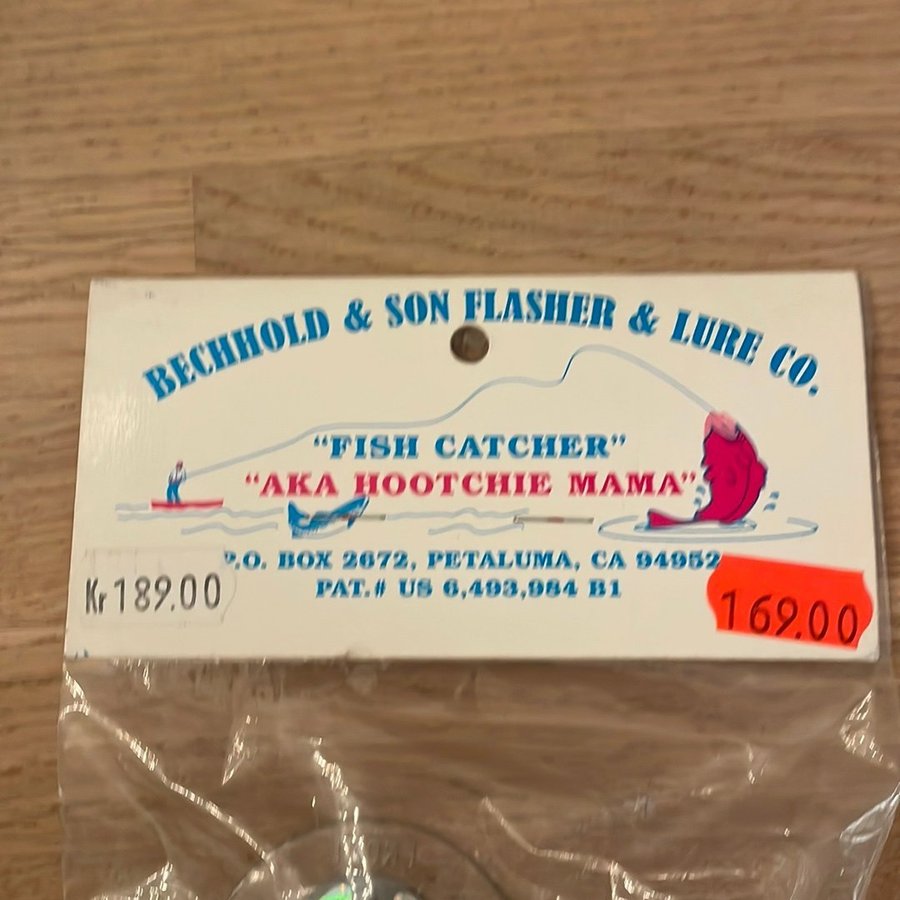 BECHHOLD & SON FLASHER & LURE CO.
"FISH CATCHER"
"AKA HOOTCHIE MAMA"
P.O. BOX 2672, PETALUMA, CA 94952
PAT.# US 6,493,984 B1
Kr 189.00
169.00